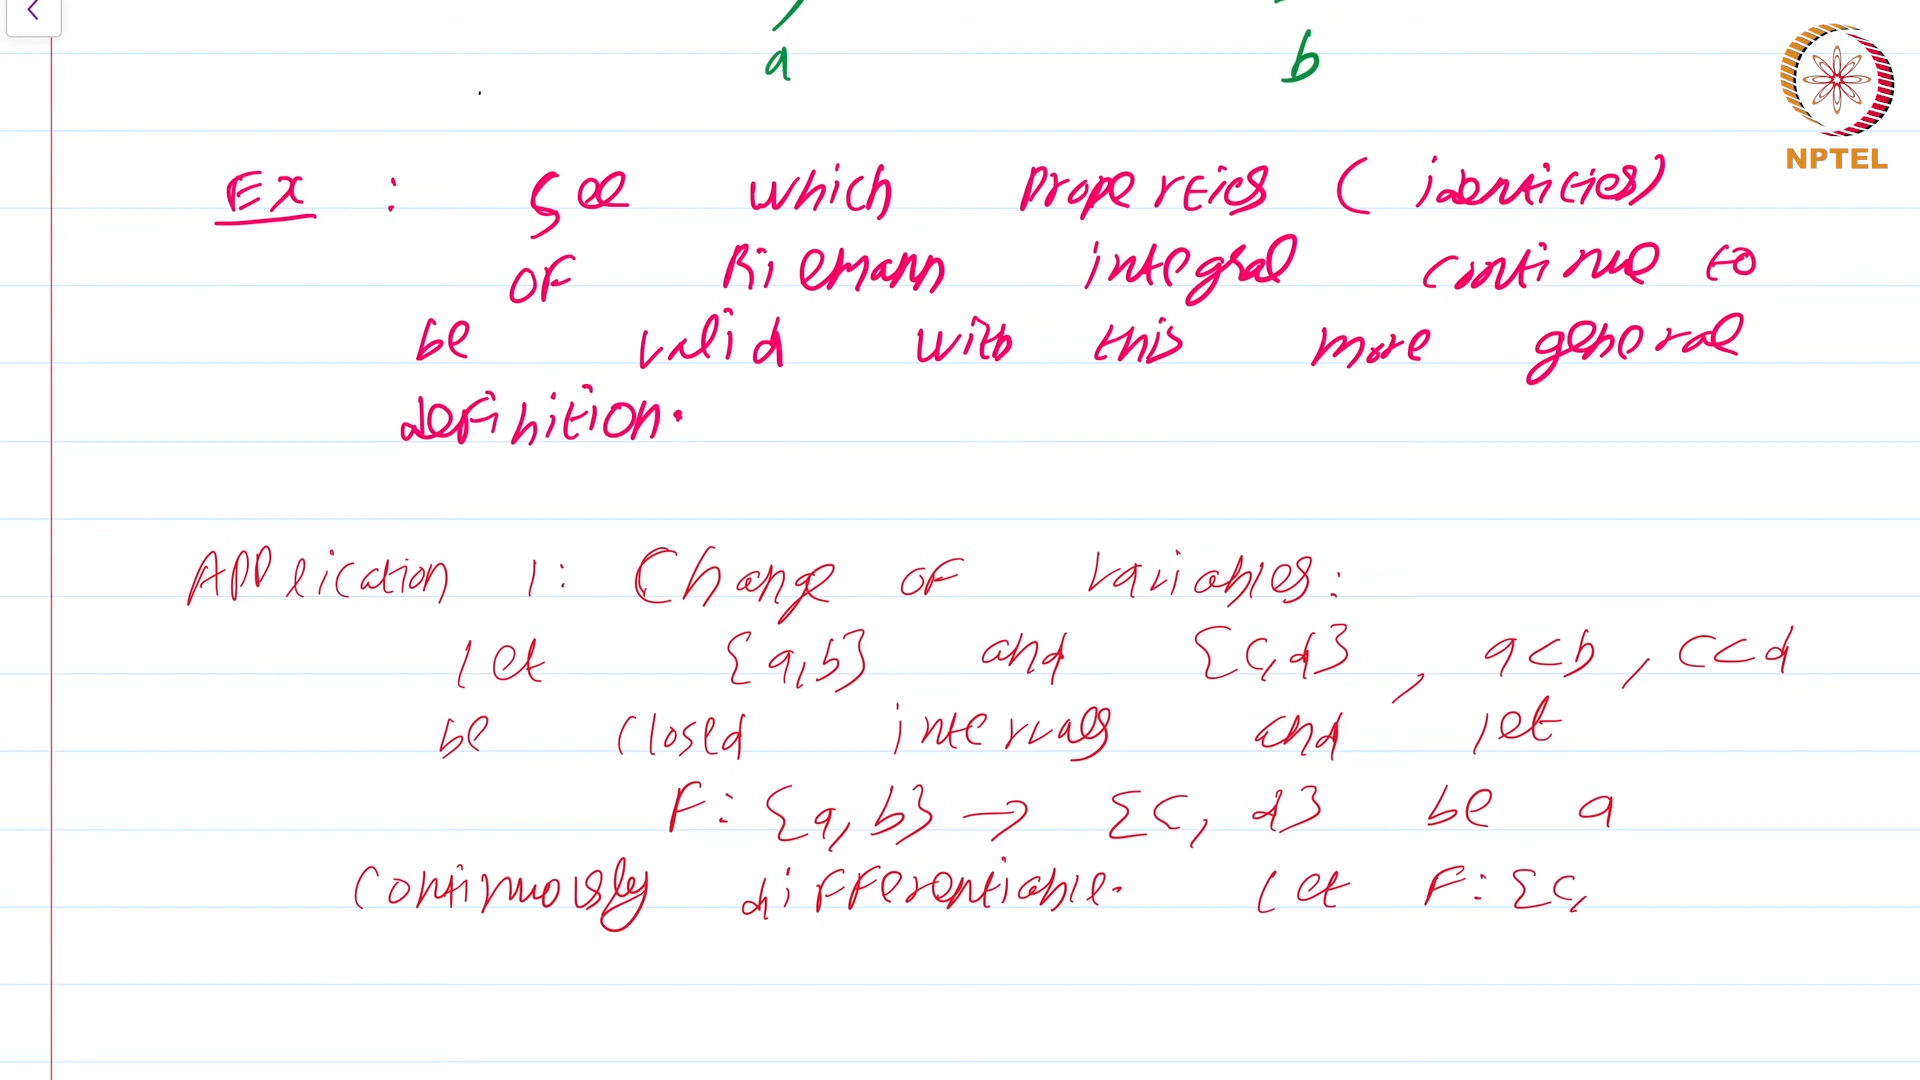 a b
NPTEL
Ex : See which properties (identities)
of Riemann integral continue to
be valid with this more general
definition.
Application 1: Change of variables:
Let {a,b} and {c,d}, a<b, c<d
be closed intervals and let
F: {a,b} → {c, d} be a
continuously differentiable. Let F: {c,